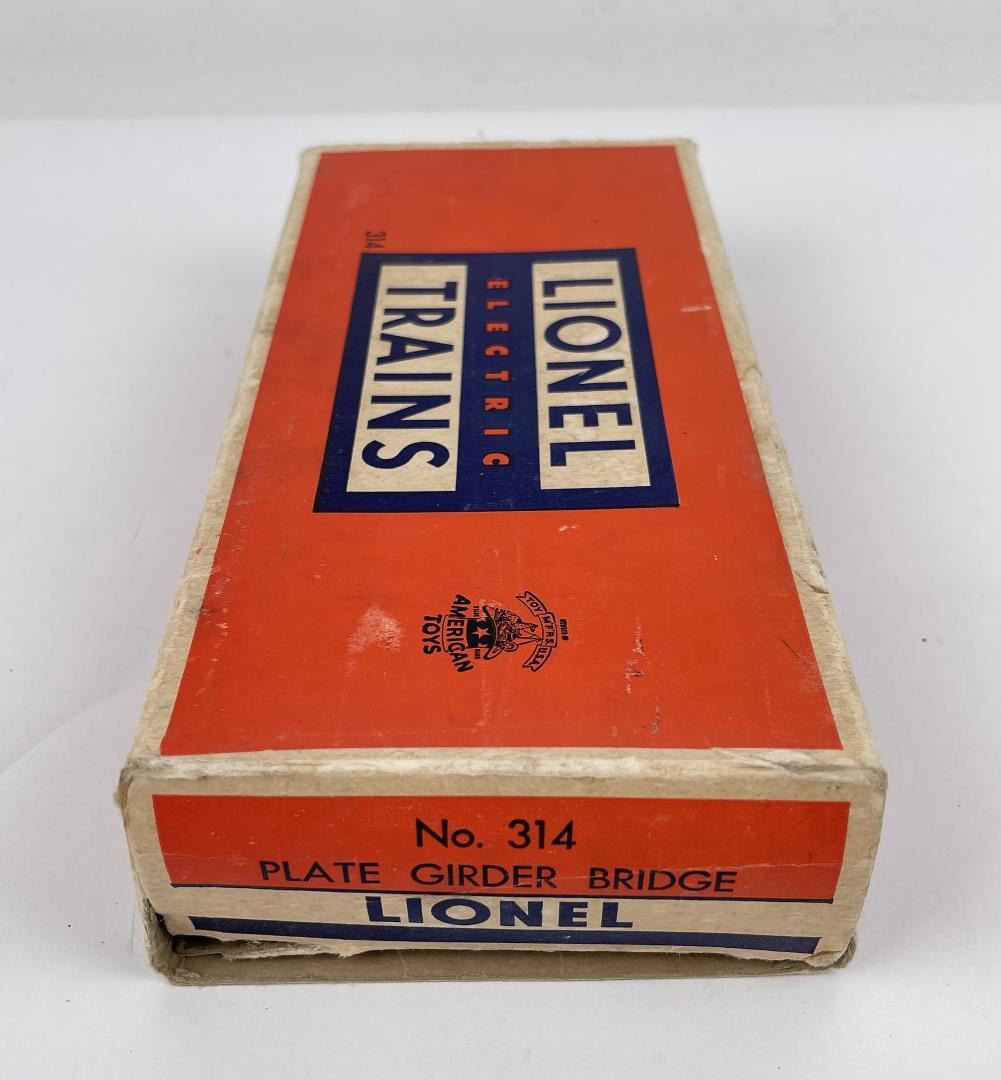 314
LIONEL
ELECTRIC
TRAINS
TOY MFRS. U.S.A.
AMERICAN
TOYS
No. 314
PLATE GIRDER BRIDGE
LIONEL